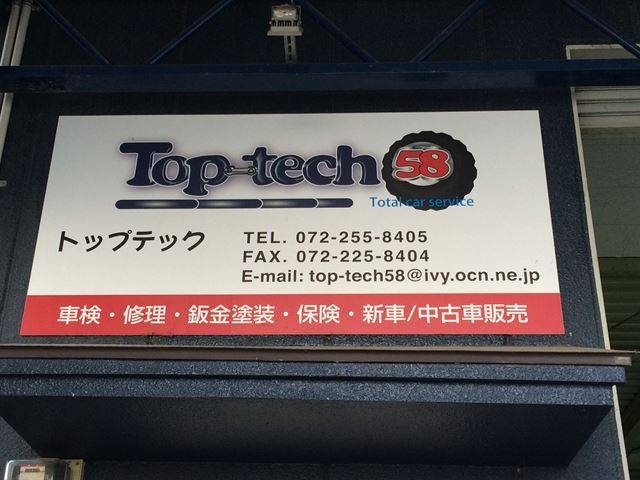 Top-tech 58
Total car service
トップテック
TEL. 072-255-8405
FAX. 072-225-8404
E-mail: top-tech58@ivy.ocn.ne.jp
車検・修理・鈑金塗装・保険・新車/中古車販売